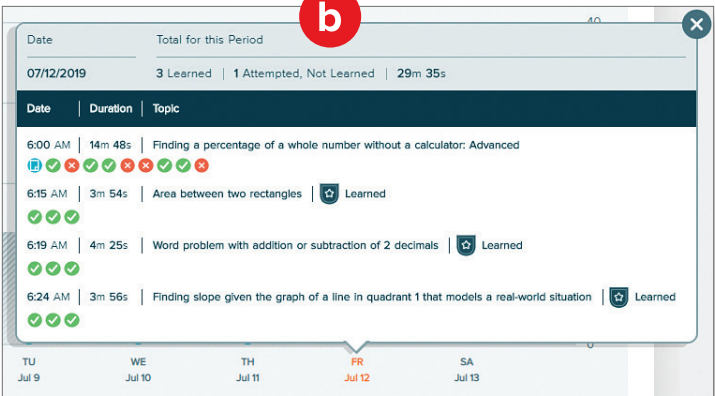 b
40
Date Total for this Period
07/12/2019 3 Learned | 1 Attempted, Not Learned | 29m 35s
Date | Duration | Topic
6:00 AM | 14m 48s | Finding a percentage of a whole number without a calculator: Advanced
6:15 AM | 3m 54s | Area between two rectangles | Learned
6:19 AM | 4m 25s | Word problem with addition or subtraction of 2 decimals | Learned
6:24 AM | 3m 56s | Finding slope given the graph of a line in quadrant 1 that models a real-world situation | Learned
0
TU WE TH FR SA
Jul 9 Jul 10 Jul 11 Jul 12 Jul 13